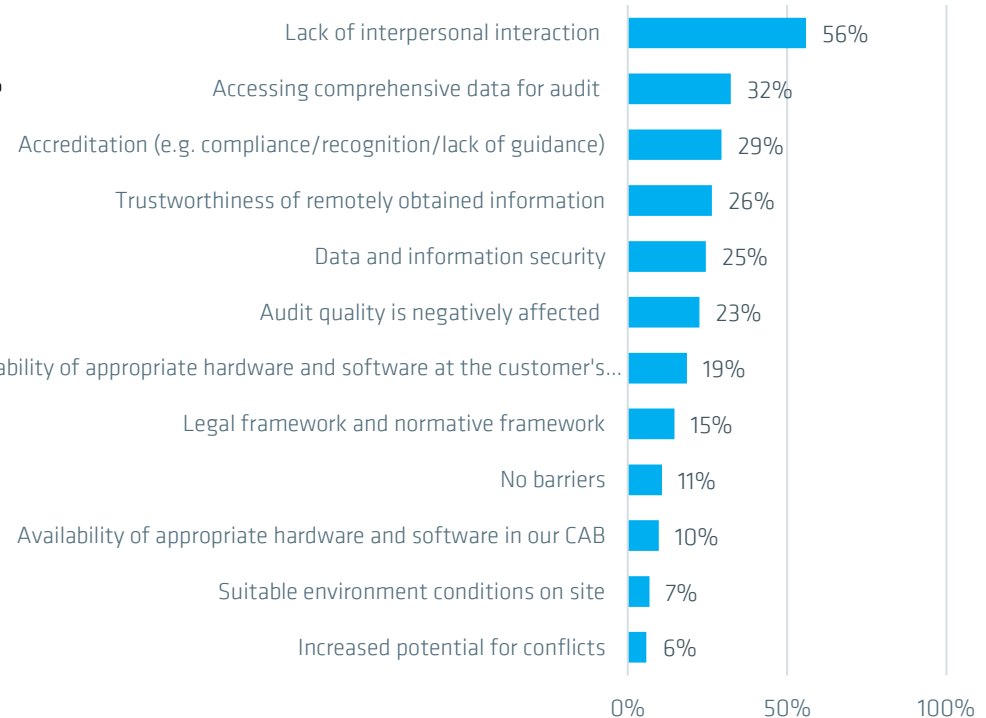 Lack of interpersonal interaction 56%
Accessing comprehensive data for audit 32%
Accreditation (e.g. compliance/recognition/lack of guidance) 29%
Trustworthiness of remotely obtained information 26%
Data and information security 25%
Audit quality is negatively affected 23%
ability of appropriate hardware and software at the customer's... 19%
Legal framework and normative framework 15%
No barriers 11%
Availability of appropriate hardware and software in our CAB 10%
Suitable environment conditions on site 7%
Increased potential for conflicts 6%
0% 50% 100%